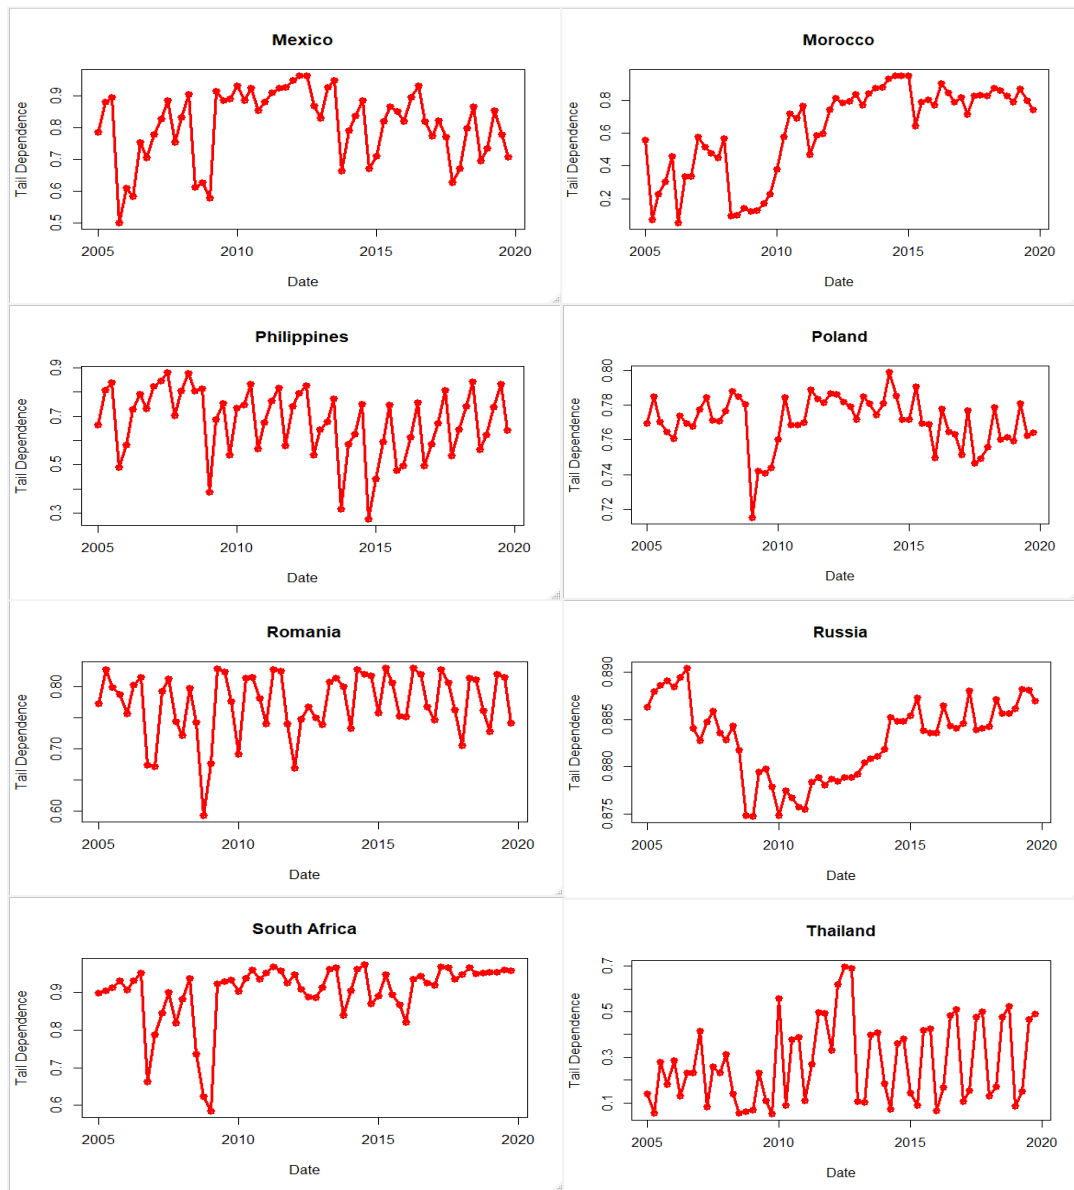 Mexico
Tail Dependence
0.5 0.6 0.7 0.8 0.9
2005 2010 2015 2020
Date
Morocco
Tail Dependence
0.2 0.4 0.6 0.8
2005 2010 2015 2020
Date
Philippines
Tail Dependence
0.3 0.5 0.7 0.9
2005 2010 2015 2020
Date
Poland
Tail Dependence
0.72 0.74 0.76 0.78 0.80
2005 2010 2015 2020
Date
Romania
Tail Dependence
0.60 0.70 0.80
2005 2010 2015 2020
Date
Russia
Tail Dependence
0.875 0.880 0.885 0.890
2005 2010 2015 2020
Date
South Africa
Tail Dependence
0.6 0.7 0.8 0.9
2005 2010 2015 2020
Date
Thailand
Tail Dependence
0.1 0.3 0.5 0.7
2005 2010 2015 2020
Date